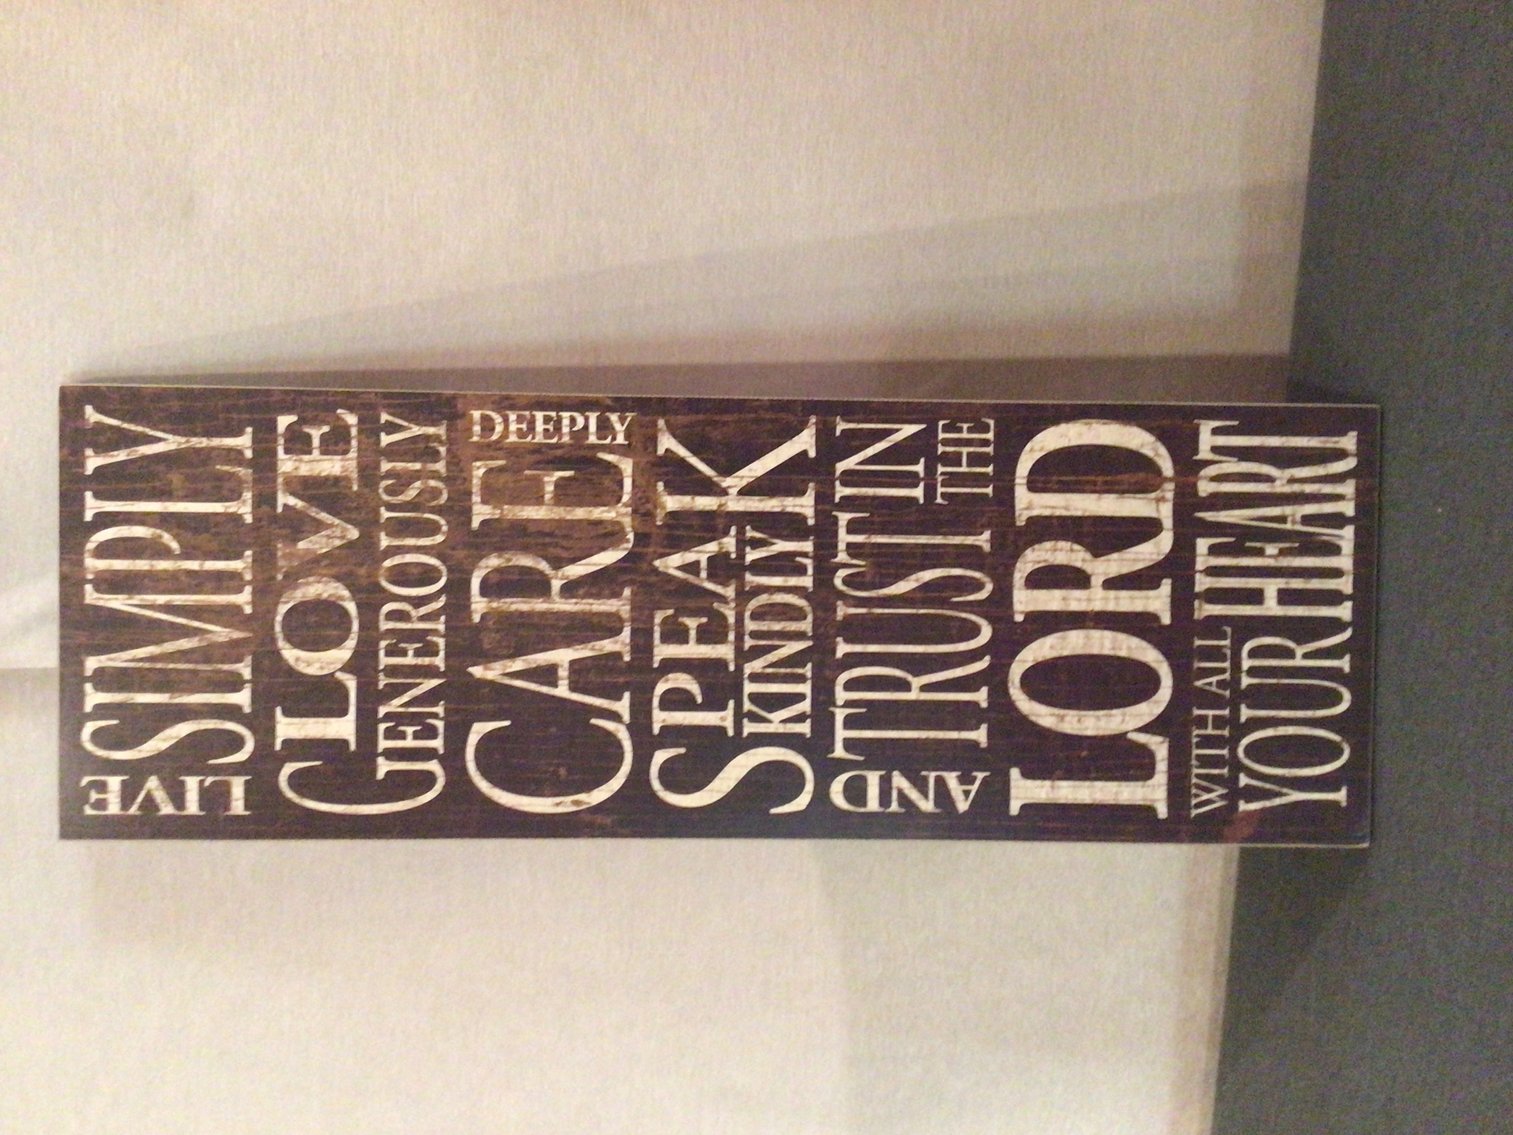 LIVE SIMPLY
LOVE
GENEROUSLY
CARE DEEPLY
SPEAK
KINDLY
AND TRUST IN
THE
LORD
WITH ALL
YOUR HEART